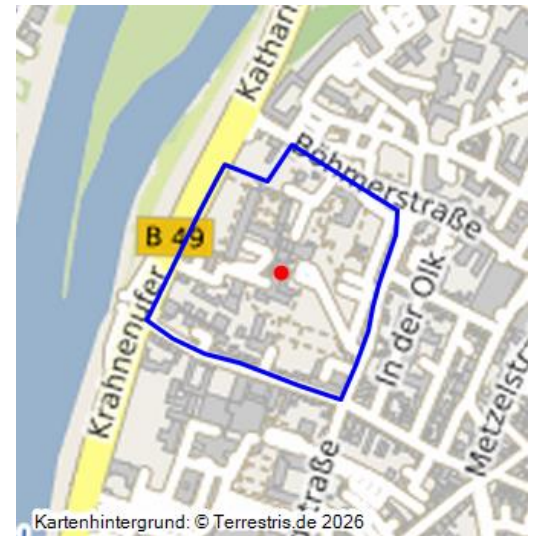 Kathar
Böhmerstraße
B 49
In der Olk
Krahnenufer
Metzelstr
straße
Kartenhintergrund: © Terrestris.de 2026